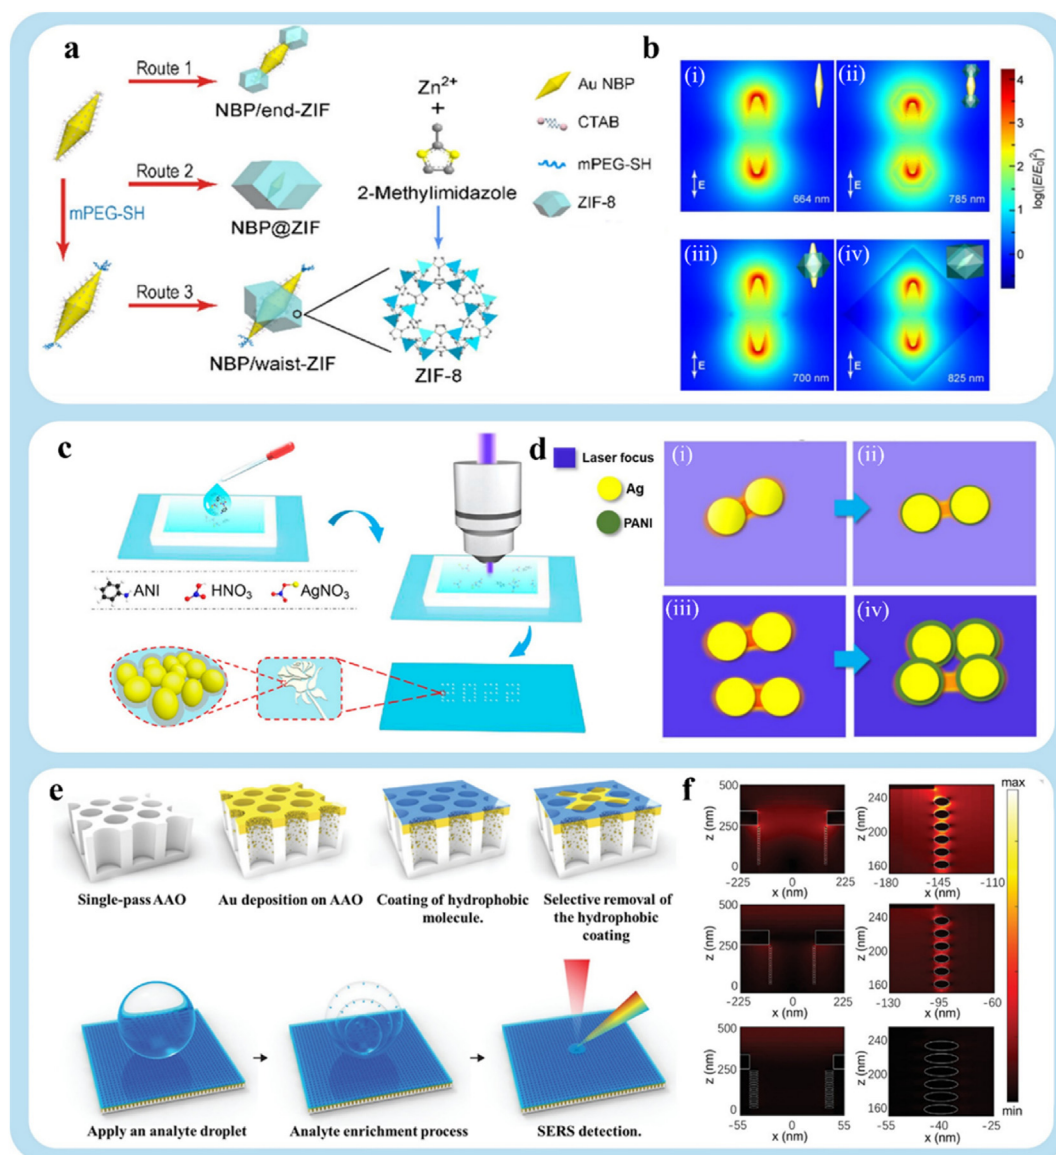 a
Route 1
NBP/end-ZIF
mPEG-SH
Route 2
NBP@ZIF
Route 3
NBP/waist-ZIF
Zn2+
+
2-Methylimidazole
ZIF-8
Au NBP
CTAB
mPEG-SH
ZIF-8
b
(i)
E
664 nm
(ii)
E
785 nm
(iii)
E
700 nm
(iv)
E
825 nm
4
3
2
1
0
log(|E/E0|2)
c
ANI
HNO3
AgNO3
d
Laser focus
Ag
PANI
(i)
(ii)
(iii)
(iv)
e
Single-pass AAO
Au deposition on AAO
Coating of hydrophobic
molecule.
Selective removal of
the hydrophobic
coating
Apply an analyte droplet
Analyte enrichment process
SERS detection.
f
500
250
0
z (nm)
-225 0 225
x (nm)
240
200
160
z (nm)
-180 -145 -110
x (nm)
500
250
0
z (nm)
-225 0 225
x (nm)
240
200
160
z (nm)
-130 -95 -60
x (nm)
500
250
0
z (nm)
-55 0 55
x (nm)
240
200
160
z (nm)
-55 -40 -25
x (nm)
max
min